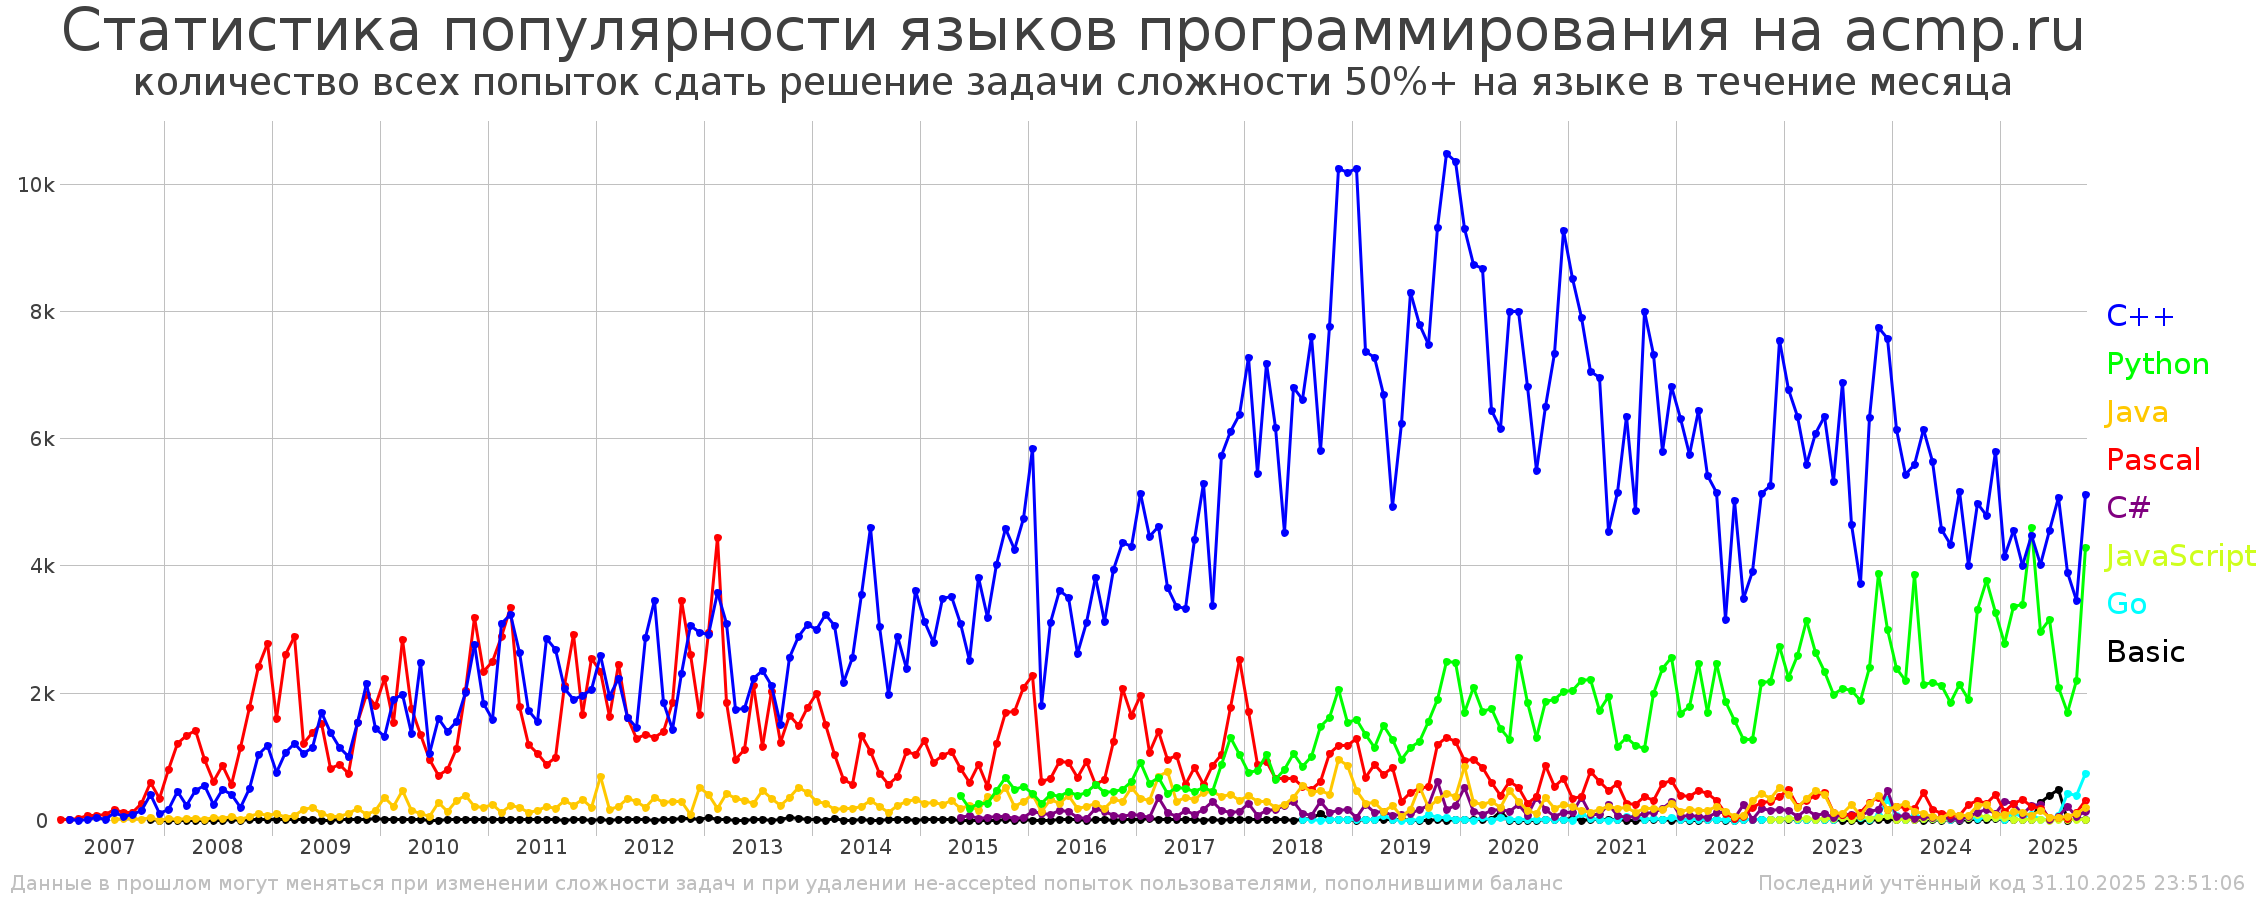 Статистика популярности языков программирования на acmp.ru
количество всех попыток сдать решение задачи сложности 50%+ на языке в течение месяца
10k
8k
6k
4k
2k
0
C++
Python
Java
Pascal
C#
JavaScript
Go
Basic
2007 2008 2009 2010 2011 2012 2013 2014 2015 2016 2017 2018 2019 2020 2021 2022 2023 2024 2025
Данные в прошлом могут меняться при изменении сложности задач и при удалении не-accepted попыток пользователями, пополнившими баланс
Последний учтённый код 31.10.2025 23:51:06